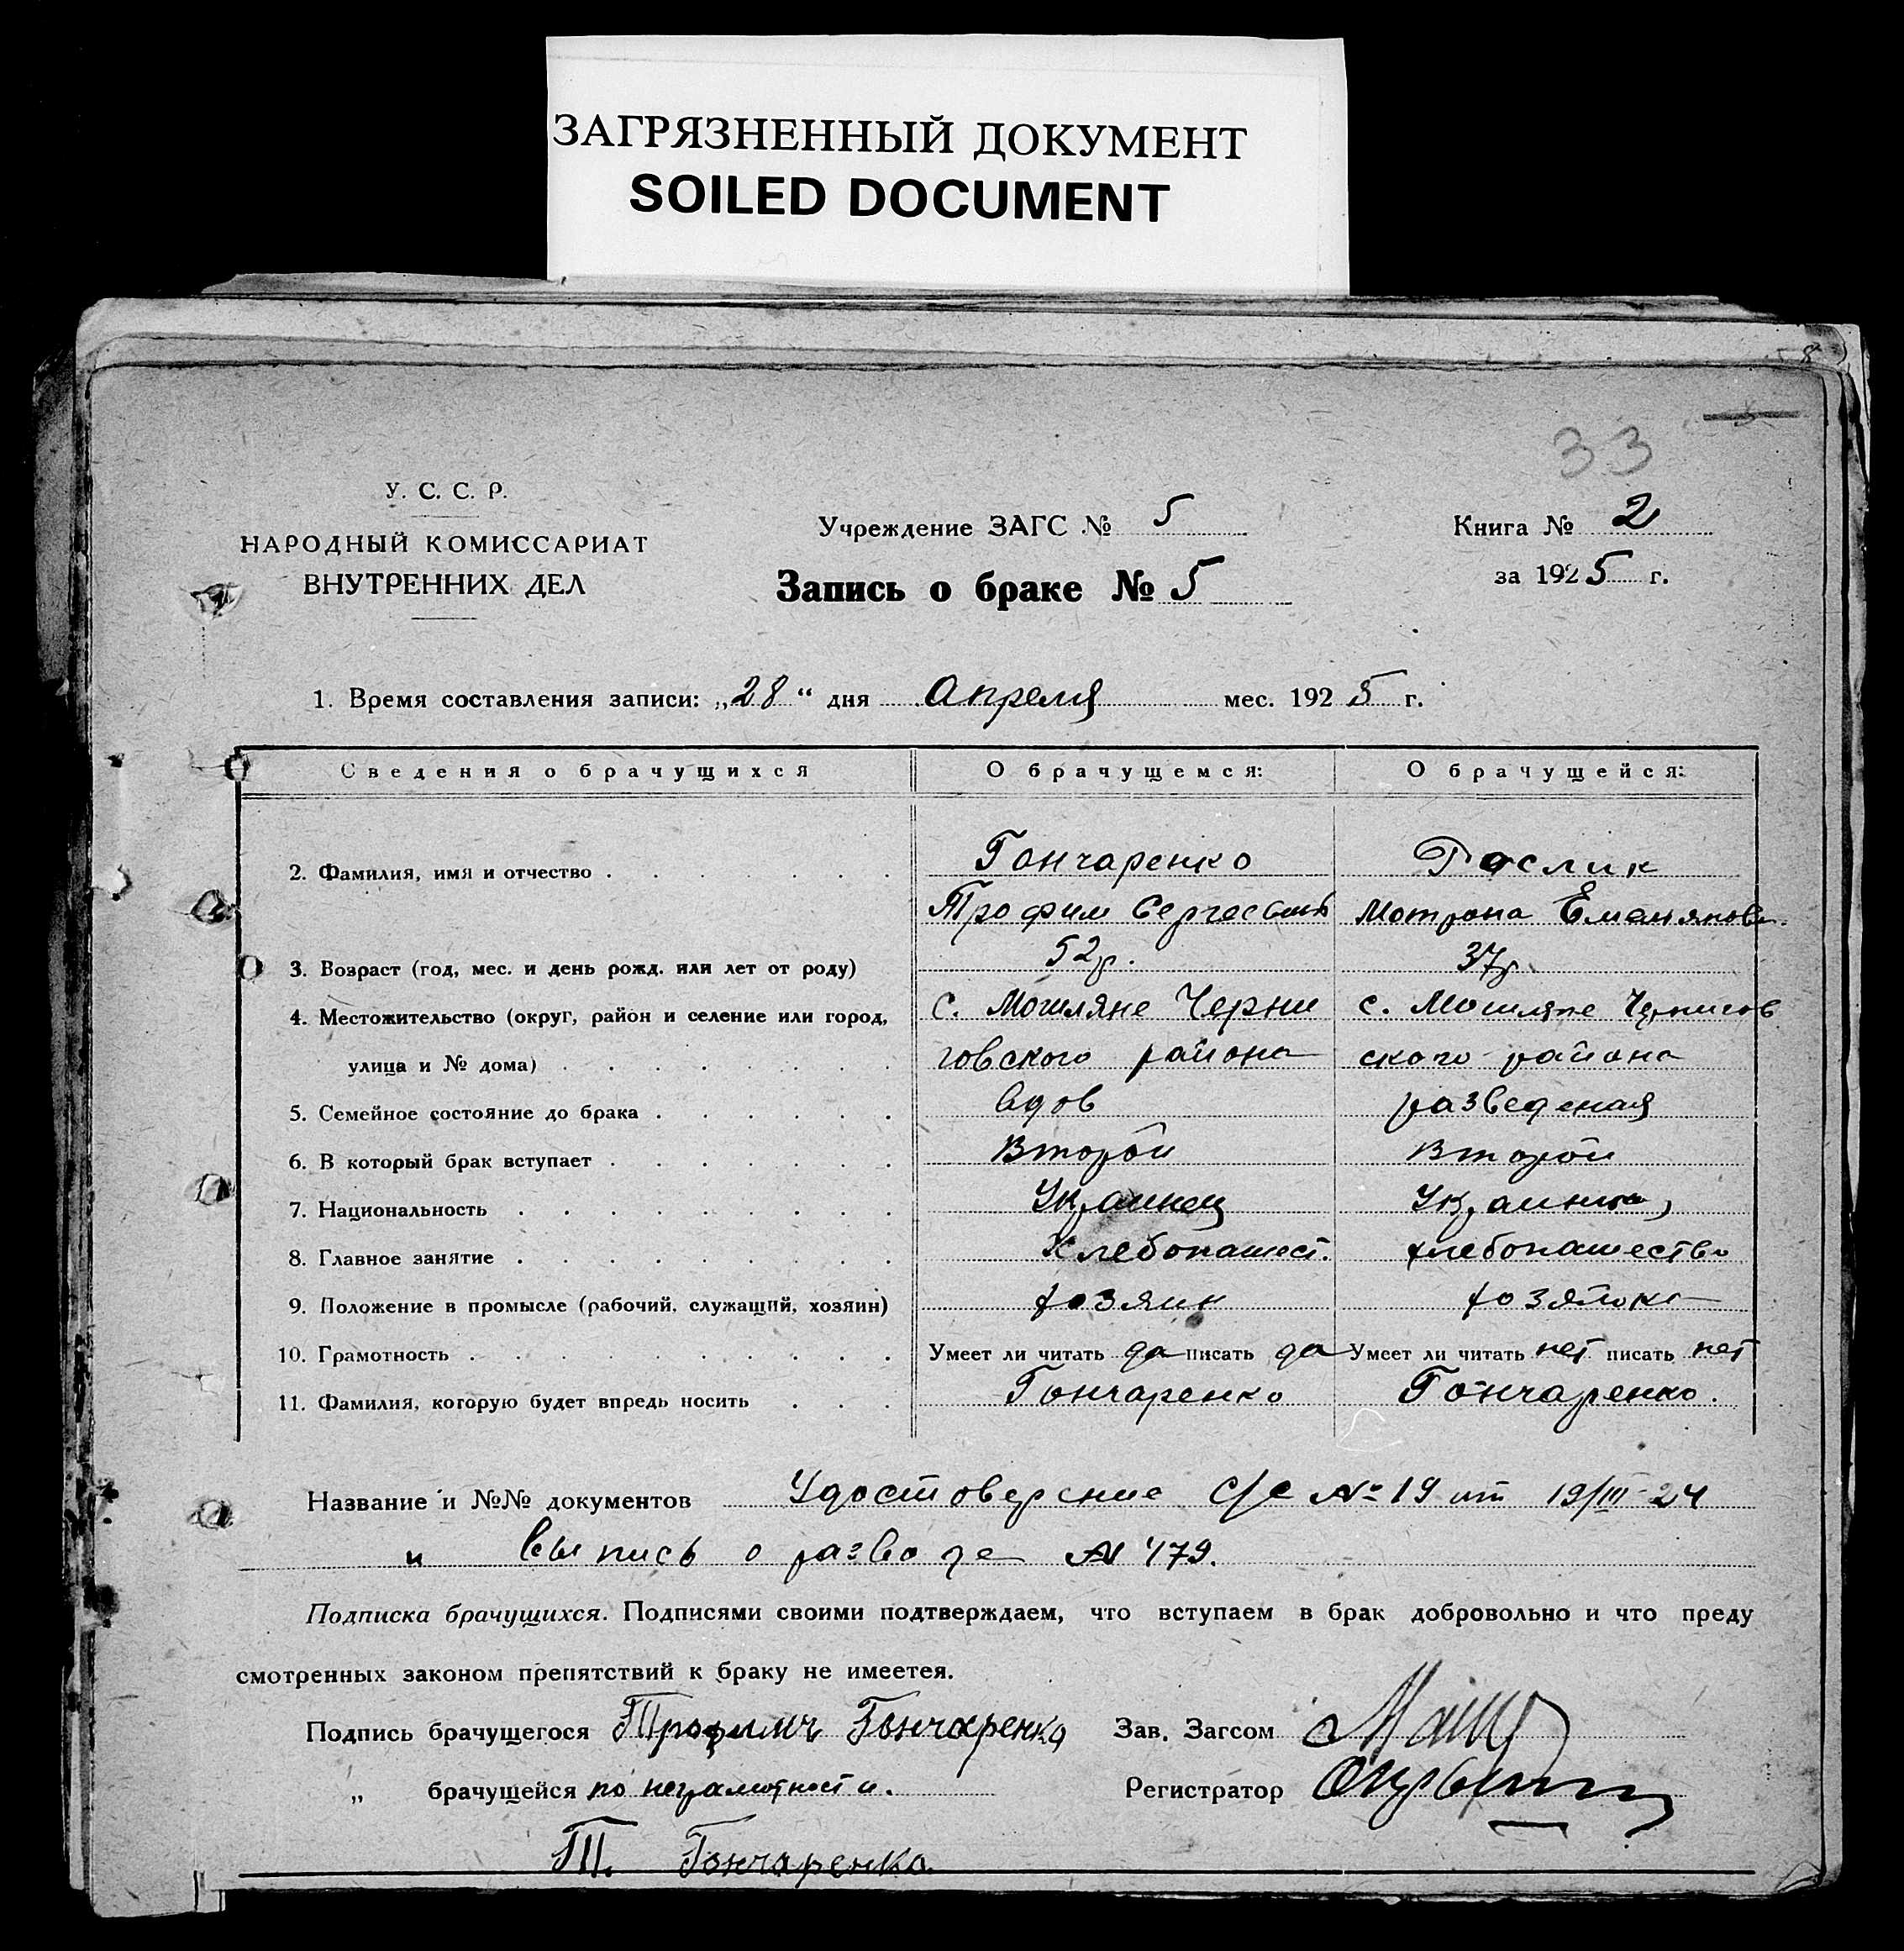 ЗАГРЯЗНЕННЫЙ ДОКУМЕНТ
SOILED DOCUMENT
8
33
У. С. С. Р.
НАРОДНЫЙ КОМИССАРИАТ
ВНУТРЕННИХ ДЕЛ
Учреждение ЗАГС № 5
Запись о браке № 5
Книга № 2
за 1925 г.
1. Время составления записи: „28“ дня Апреля мес. 1925 г.
Сведения о брачущихся О брачущемся: О брачущейся:
2. Фамилия, имя и отчество Гончаренко Рослик
Трофим Сергеевич Мотрона
3. Возраст (год, мес. и день рожд. или лет от роду) 52 г. 37 г.
4. Местожительство (округ, район и селение или город, с. Могиляне Черни с. Могиляне Чернигов
улица и № дома) говского района ского района
5. Семейное состояние до брака вдов разведеная
6. В который брак вступает Второй Второй
7. Национальность Украинец Украинка,
8. Главное занятие Хлебопашест. хлебопашество
9. Положение в промысле (рабочий, служащий, хозяин) хозяин хозяйка
10. Грамотность Умеет ли читать да писать да Умеет ли читать нет писать нет
11. Фамилия, которую будет впредь носить Гончаренко Гончаренко.
Название и №№ документов Удостоверение с/с № 19 от 19/III-24
и выпись о разводе № 479.
Подписка брачущихся. Подписями своими подтверждаем, что вступаем в брак добровольно и что преду
смотренных законом препятствий к браку не имеется.
Подпись брачущегося Трофимъ Гончаренко Зав. Загсом
„ брачущейся по неграмотности. Регистратор
Т. Гончаренко.